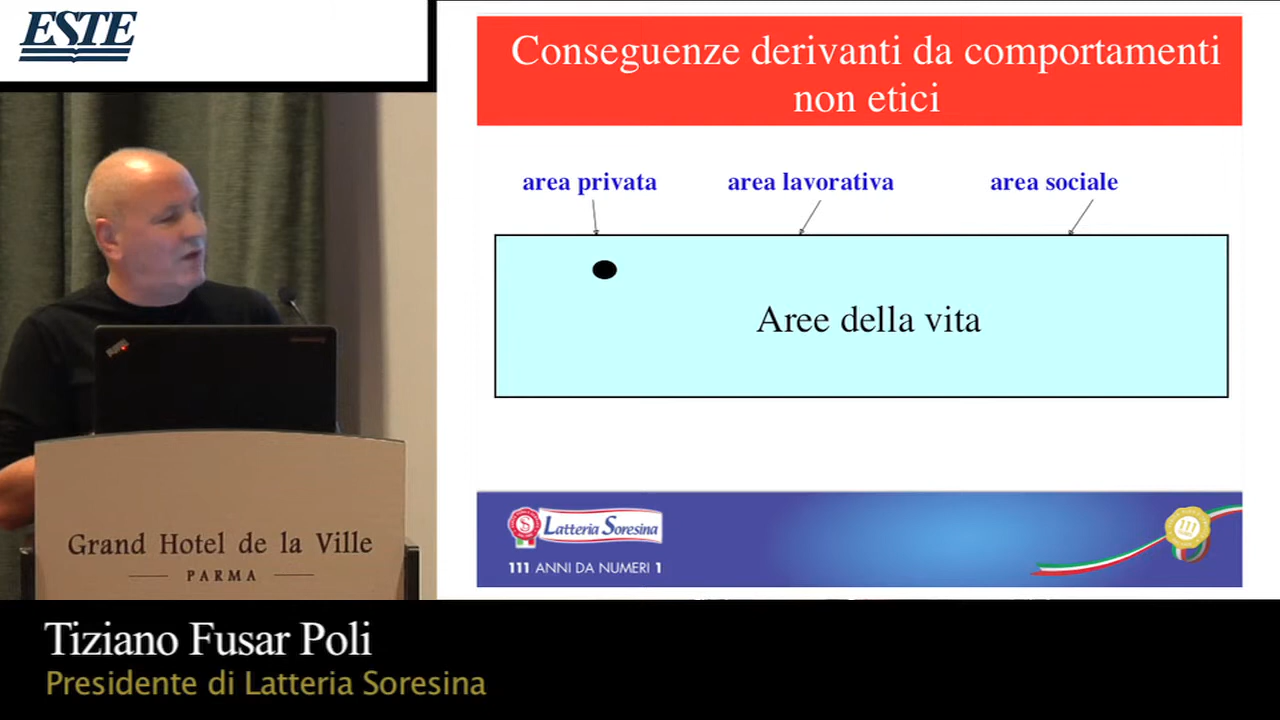 ESTE
Conseguenze derivanti da comportamenti
non etici
area privata
area lavorativa
area sociale
Aree della vita
Latteria Soresina
111 ANNI DA NUMERI 1
111
Grand Hotel de la Ville
PARMA
Tiziano Fusar Poli
Presidente di Latteria Soresina